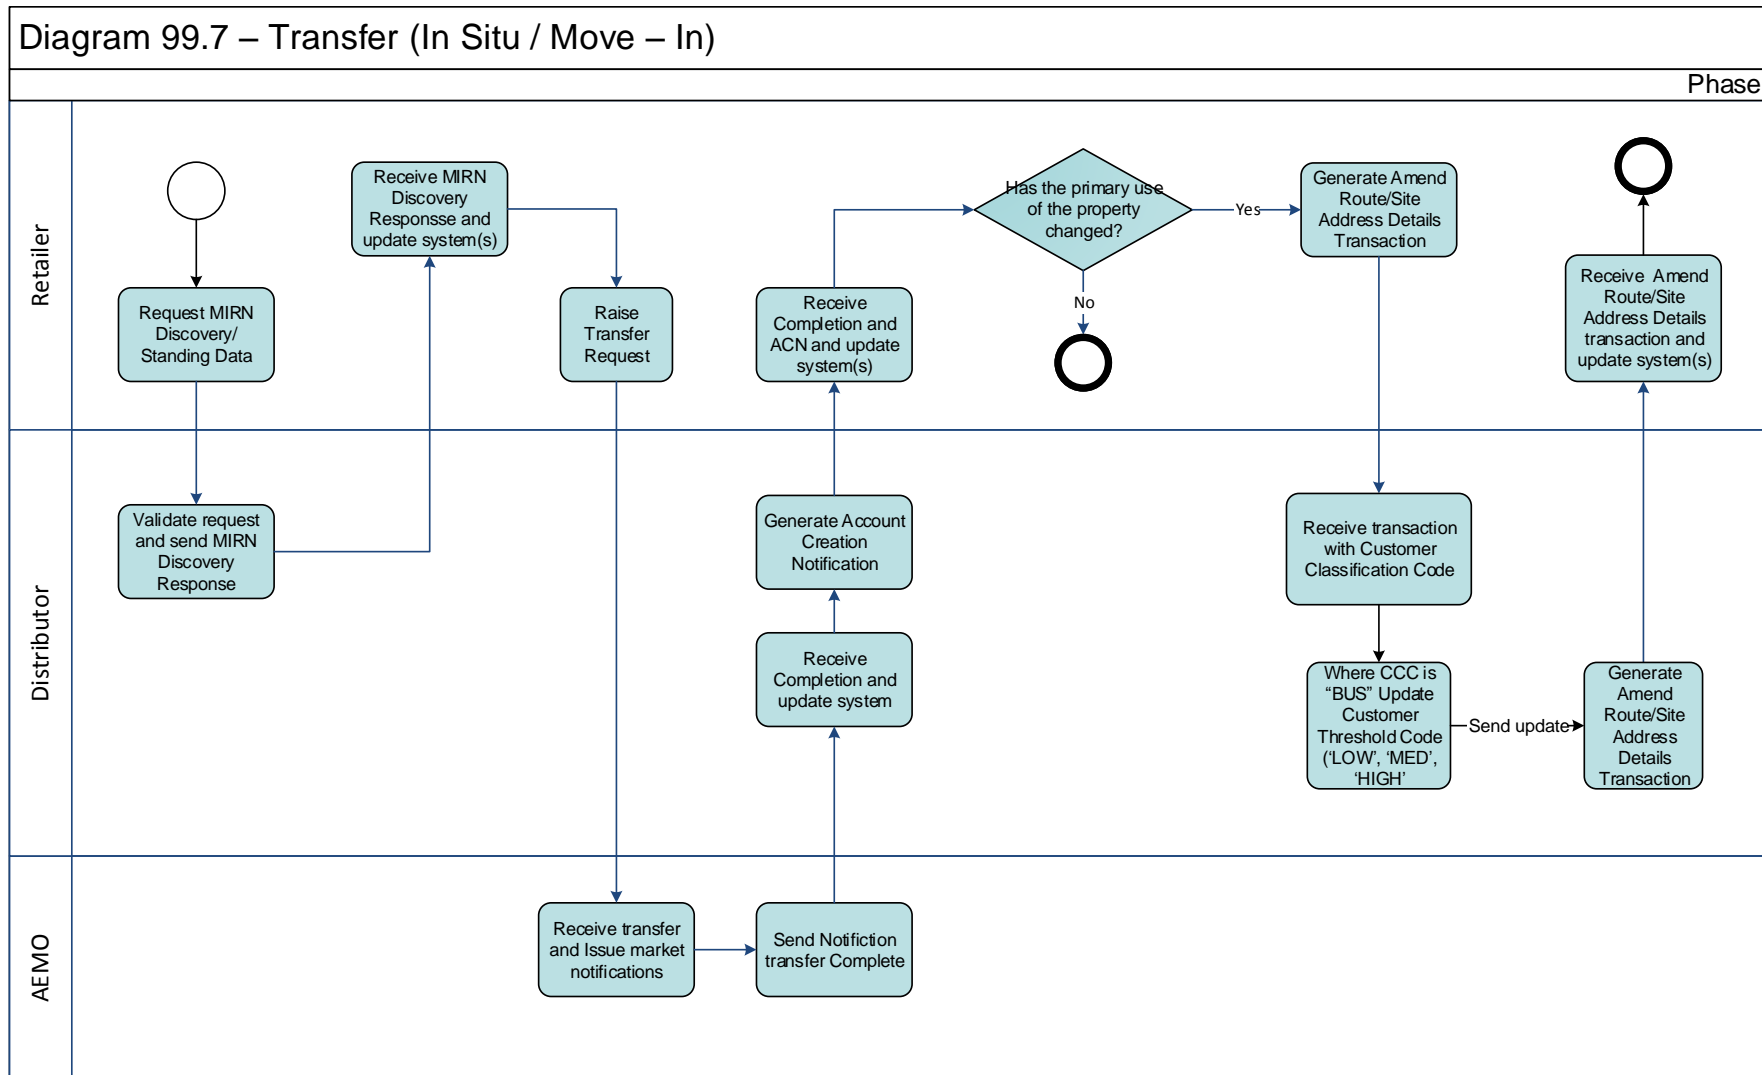 Diagram 99.7 – Transfer (In Situ / Move – In)
Phase
Retailer
Request MIRN
Discovery/
Standing Data
Receive MIRN
Discovery
Responsse and
update system(s)
Raise
Transfer
Request
Receive
Completion and
ACN and update
system(s)
Has the primary use
of the property
changed?
Yes
No
Generate Amend
Route/Site
Address Details
Transaction
Receive Amend
Route/Site
Address Details
transaction and
update system(s)
Distributor
Validate request
and send MIRN
Discovery
Response
Generate Account
Creation
Notification
Receive
Completion and
update system
Receive transaction
with Customer
Classification Code
Where CCC is
“BUS” Update
Customer
Threshold Code
(‘LOW’, ‘MED’,
‘HIGH’
Send update
Generate
Amend
Route/Site
Address
Details
Transaction
AEMO
Receive transfer
and Issue market
notifications
Send Notifiction
transfer Complete